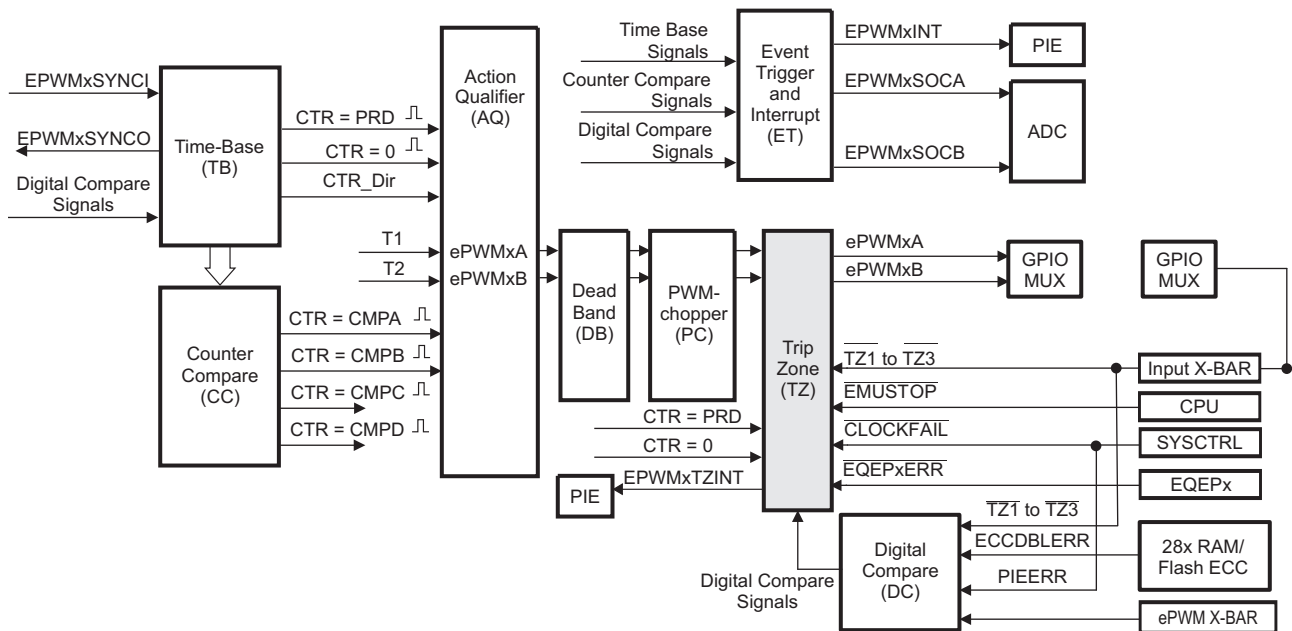 EPWMxSYNCI
EPWMxSYNCO
Digital Compare
Signals
Time-Base
(TB)
CTR = PRD
CTR = 0
CTR_Dir
T1
T2
Counter
Compare
(CC)
CTR = CMPA
CTR = CMPB
CTR = CMPC
CTR = CMPD
Action
Qualifier
(AQ)
ePWMxA
ePWMxB
Time Base
Signals
Counter Compare
Signals
Digital Compare
Signals
Event
Trigger
and
Interrupt
(ET)
EPWMxINT
EPWMxSOCA
EPWMxSOCB
PIE
ADC
Dead
Band
(DB)
PWM-
chopper
(PC)
Trip
Zone
(TZ)
ePWMxA
ePWMxB
GPIO
MUX
GPIO
MUX
TZ1 to TZ3
Input X-BAR
EMUSTOP
CPU
CLOCKFAIL
SYSCTRL
EQEPxERR
EQEPx
CTR = PRD
CTR = 0
EPWMxTZINT
PIE
Digital Compare
Signals
Digital
Compare
(DC)
TZ1 to TZ3
ECCDBLERR
PIEERR
28x RAM/
Flash ECC
ePWM X-BAR